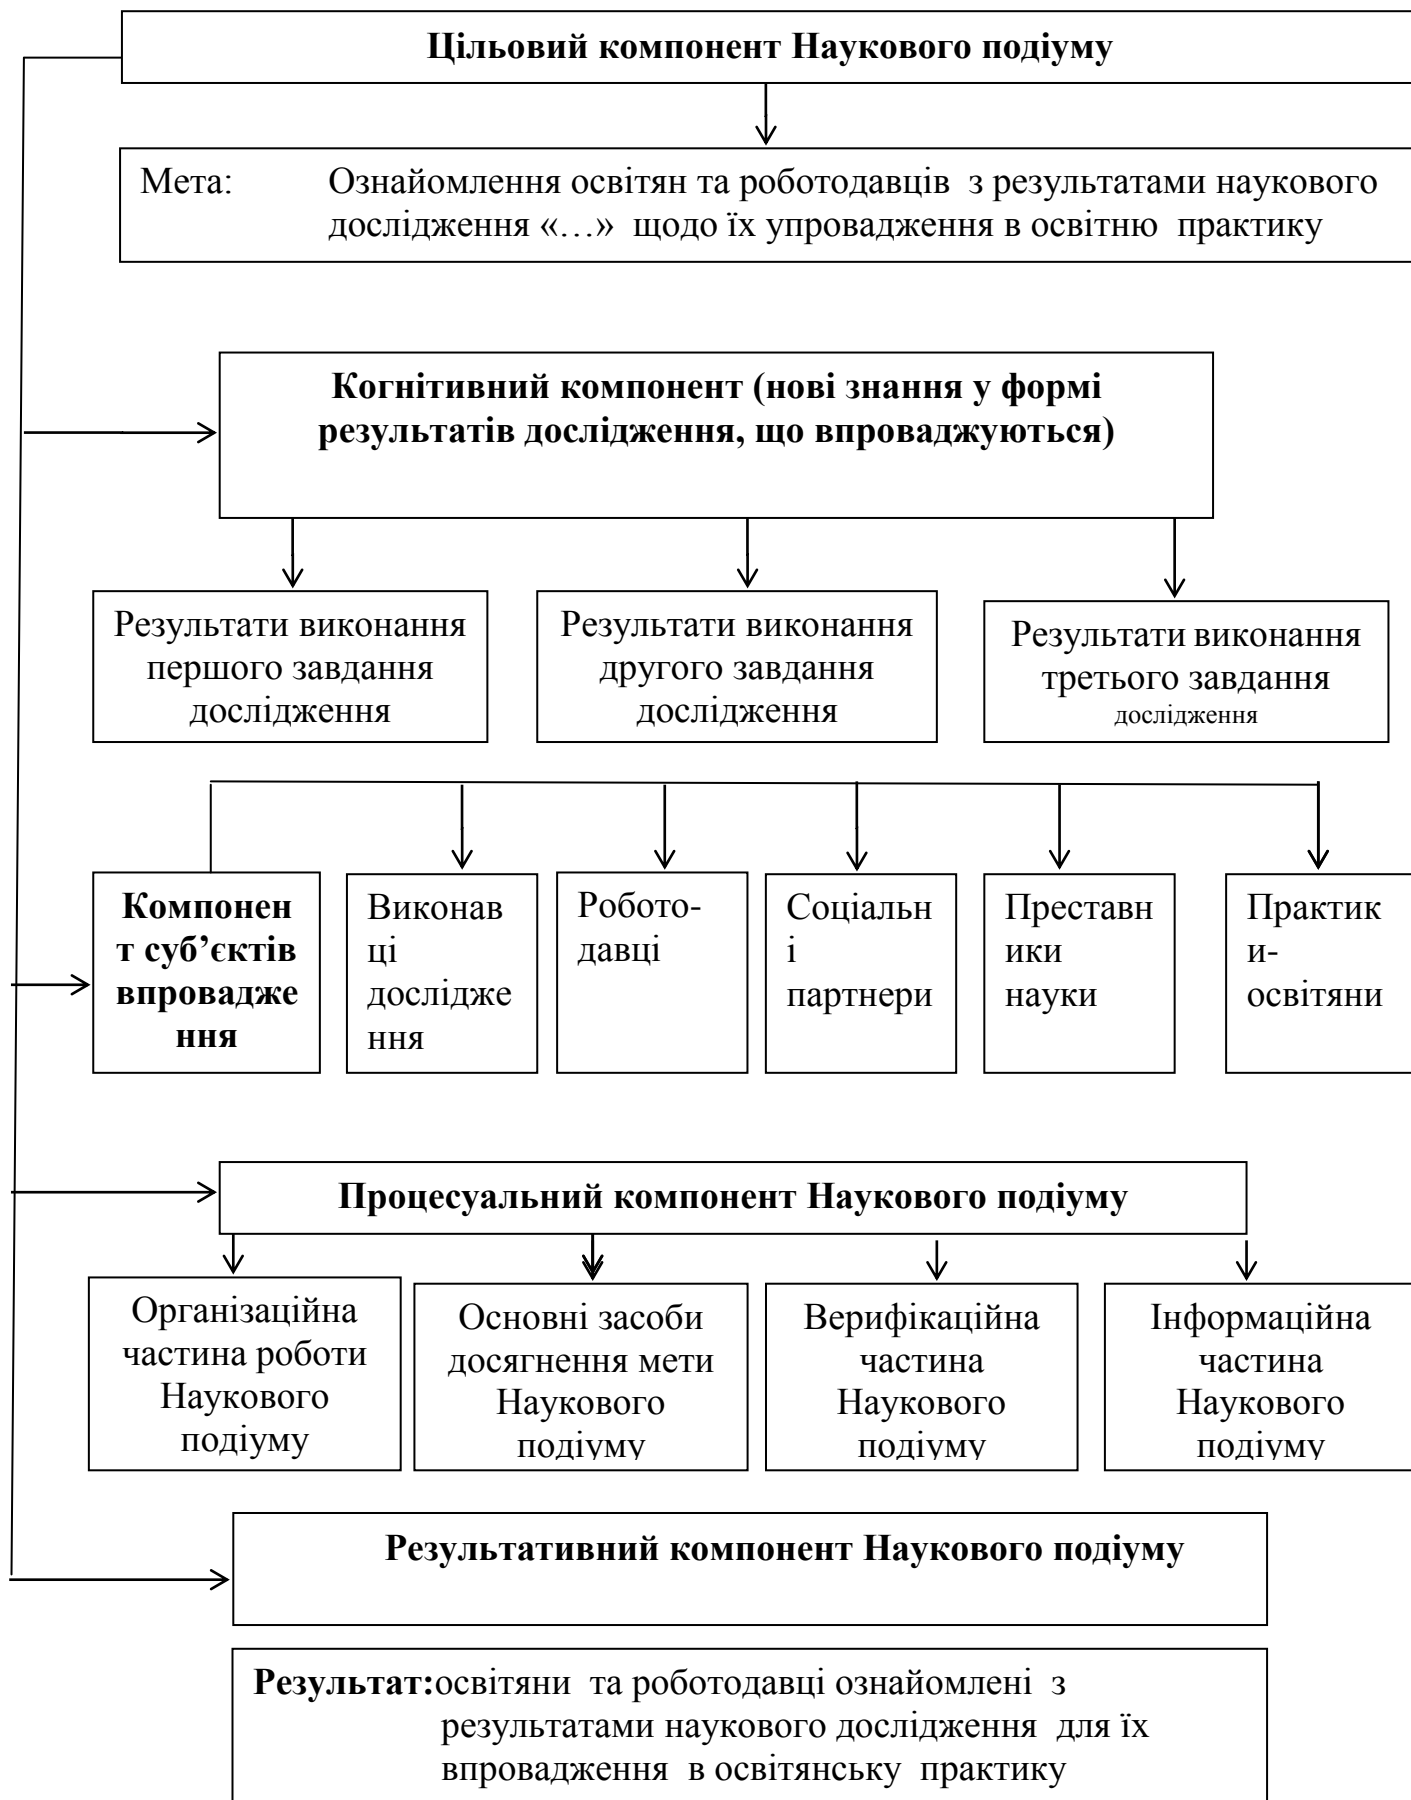 Цільовий компонент Наукового подіуму
Мета: Ознайомлення освітян та роботодавців з результатами наукового
дослідження «…» щодо їх упровадження в освітню практику
Когнітивний компонент (нові знання у формі
результатів дослідження, що впроваджуються)
Результати виконання
першого завдання
дослідження
Результати виконання
другого завдання
дослідження
Результати виконання
третього завдання
дослідження
Компонен
т суб’єктів
впровадже
ння
Виконав
ці
дослідже
ння
Робото-
давці
Соціальн
і
партнери
Преставн
ики
науки
Практик
и-
освітяни
Процесуальний компонент Наукового подіуму
Організаційна
частина роботи
Наукового
подіуму
Основні засоби
досягнення мети
Наукового
подіуму
Верифікаційна
частина
Наукового
подіуму
Інформаційна
частина
Наукового
подіуму
Результативний компонент Наукового подіуму
Результат:освітяни та роботодавці ознайомлені з
результатами наукового дослідження для їх
впровадження в освітянську практику